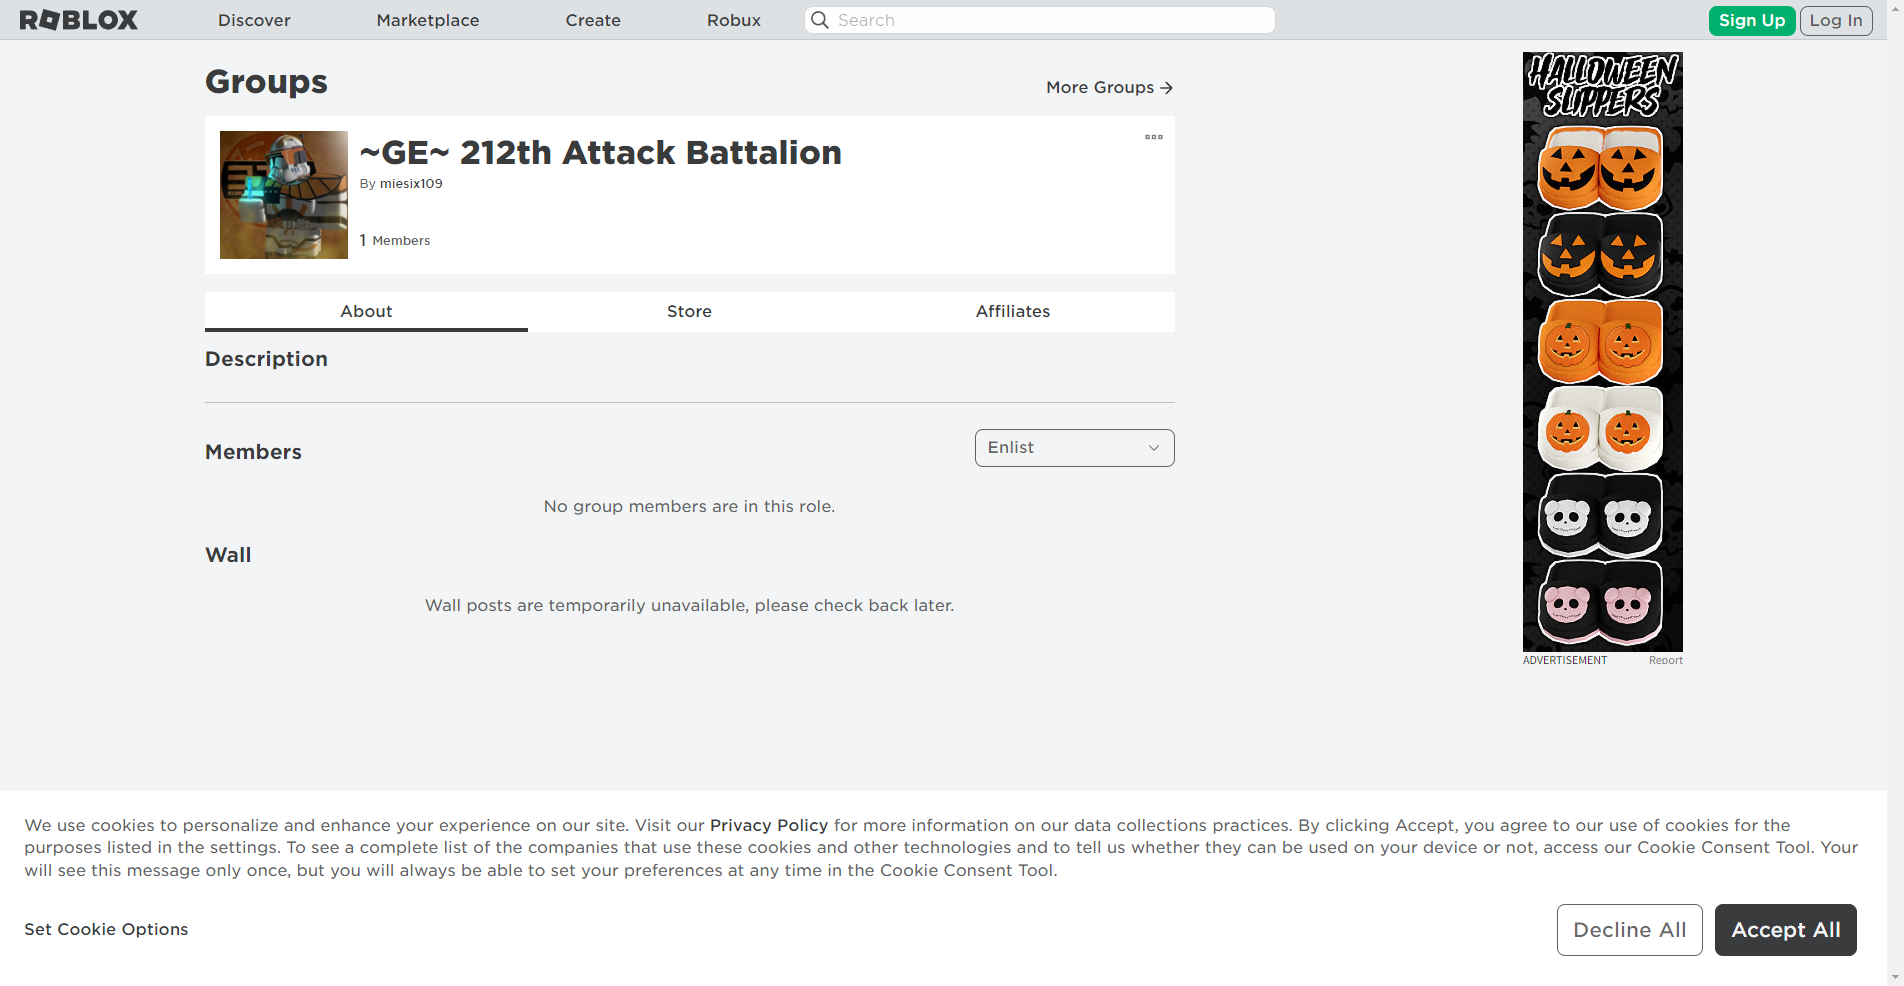 ROBLOX
Discover
Marketplace
Create
Robux
Search
Sign Up
Log In
Groups
More Groups
~GE~ 212th Attack Battalion
By miesix109
1 Members
About
Store
Affiliates
Description
Members
Enlist
No group members are in this role.
Wall
Wall posts are temporarily unavailable, please check back later.
HALLOWEEN
SLIPPERS
ADVERTISEMENT
Report
We use cookies to personalize and enhance your experience on our site. Visit our Privacy Policy for more information on our data collections practices. By clicking Accept, you agree to our use of cookies for the
purposes listed in the settings. To see a complete list of the companies that use these cookies and other technologies and to tell us whether they can be used on your device or not, access our Cookie Consent Tool. Your
will see this message only once, but you will always be able to set your preferences at any time in the Cookie Consent Tool.
Set Cookie Options
Decline All
Accept All